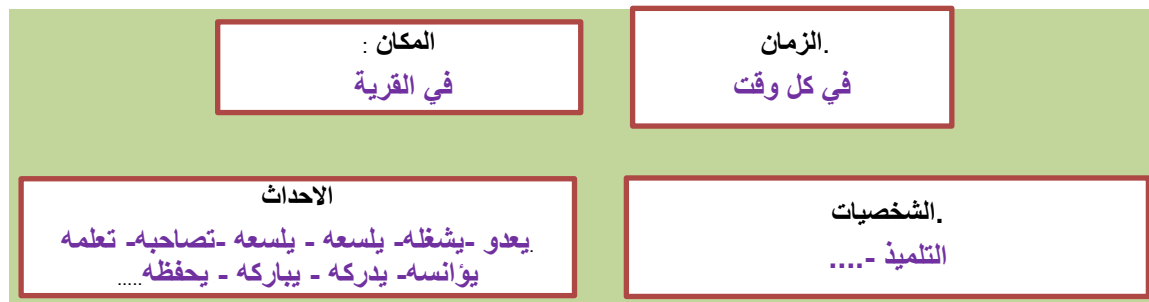 .الزمان
في كل وقت
المكان :
في القرية
.الشخصيات
التلميذ -....
الاحداث
.يعدو -يشغله- يلسعه - يلسعه -تصاحبه- تعلمه
يؤانسه- يدركه - يباركه - يحفظه.....